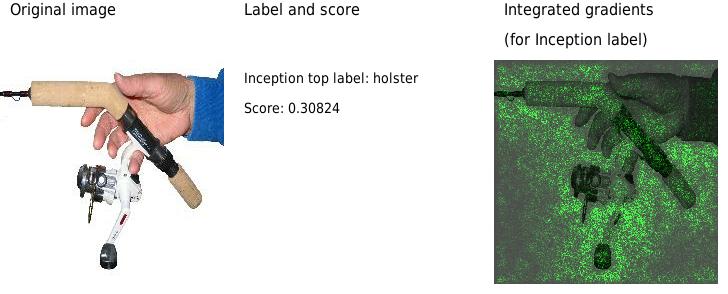 Original image
Label and score
Integrated gradients
(for Inception label)
Inception top label: holster
Score: 0.30824